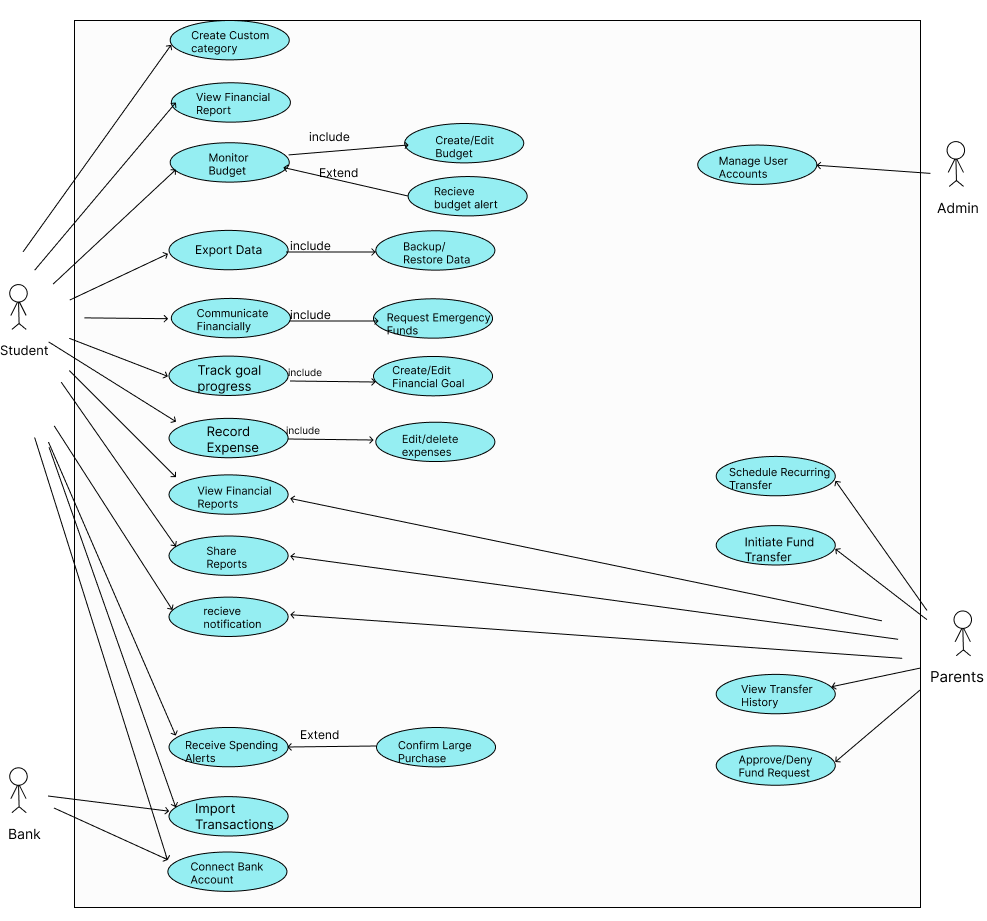 Create Custom
category
View Financial
Report
Monitor
Budget
include
Create/Edit
Budget
Extend
Recieve
budget alert
Manage User
Accounts
Admin
Export Data
include
Backup/
Restore Data
Student
Communicate
Financially
include
Request Emergency
Funds
Track goal
progress
include
Create/Edit
Financial Goal
Record
Expense
include
Edit/delete
expenses
View Financial
Reports
Schedule Recurring
Transfer
Share
Reports
Initiate Fund
Transfer
recieve
notification
Parents
View Transfer
History
Receive Spending
Alerts
Extend
Confirm Large
Purchase
Approve/Deny
Fund Request
Bank
Import
Transactions
Connect Bank
Account